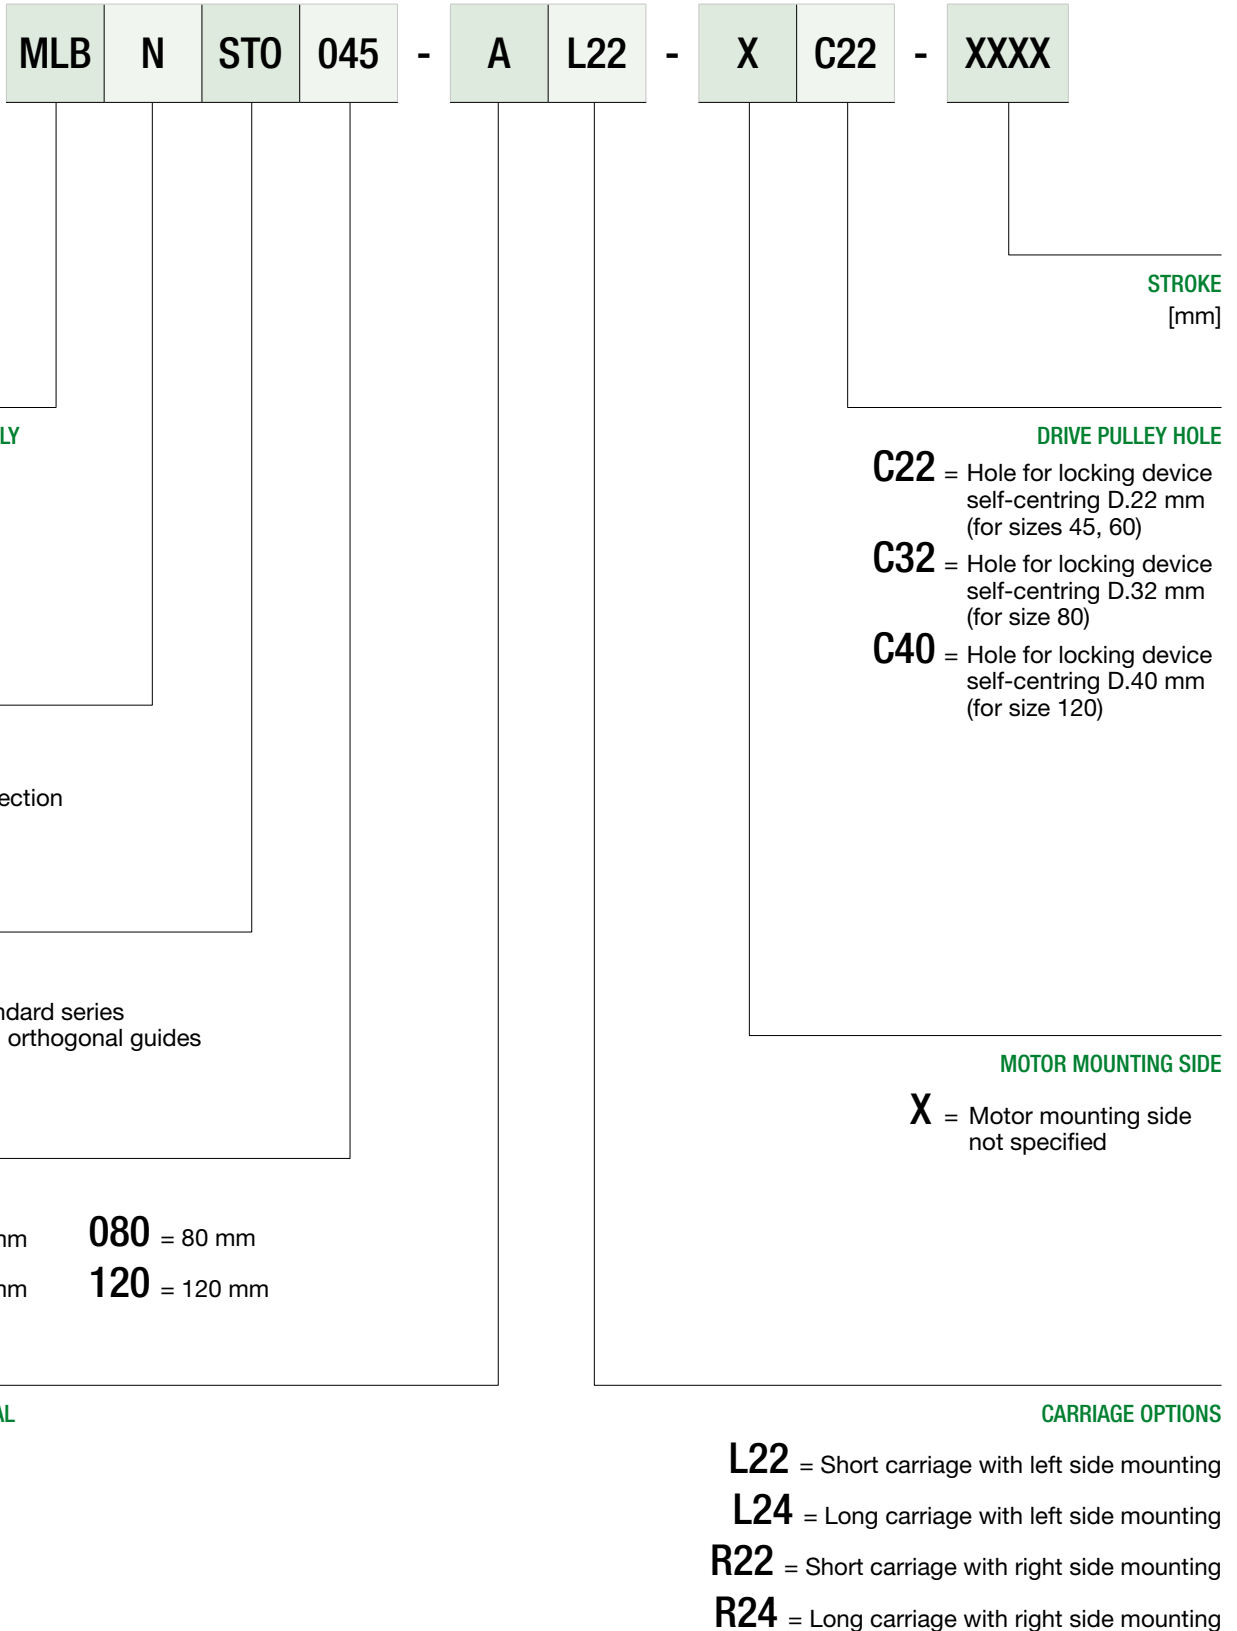 MLB N STO 045 - A L22 - X C22 - XXXX
STROKE
[mm]
LY
DRIVE PULLEY HOLE
C22 = Hole for locking device
self-centring D.22 mm
(for sizes 45, 60)
C32 = Hole for locking device
self-centring D.32 mm
(for size 80)
C40 = Hole for locking device
self-centring D.40 mm
(for size 120)
ection
ndard series
orthogonal guides
MOTOR MOUNTING SIDE
X = Motor mounting side
not specified
mm 080 = 80 mm
mm 120 = 120 mm
AL
CARRIAGE OPTIONS
L22 = Short carriage with left side mounting
L24 = Long carriage with left side mounting
R22 = Short carriage with right side mounting
R24 = Long carriage with right side mounting